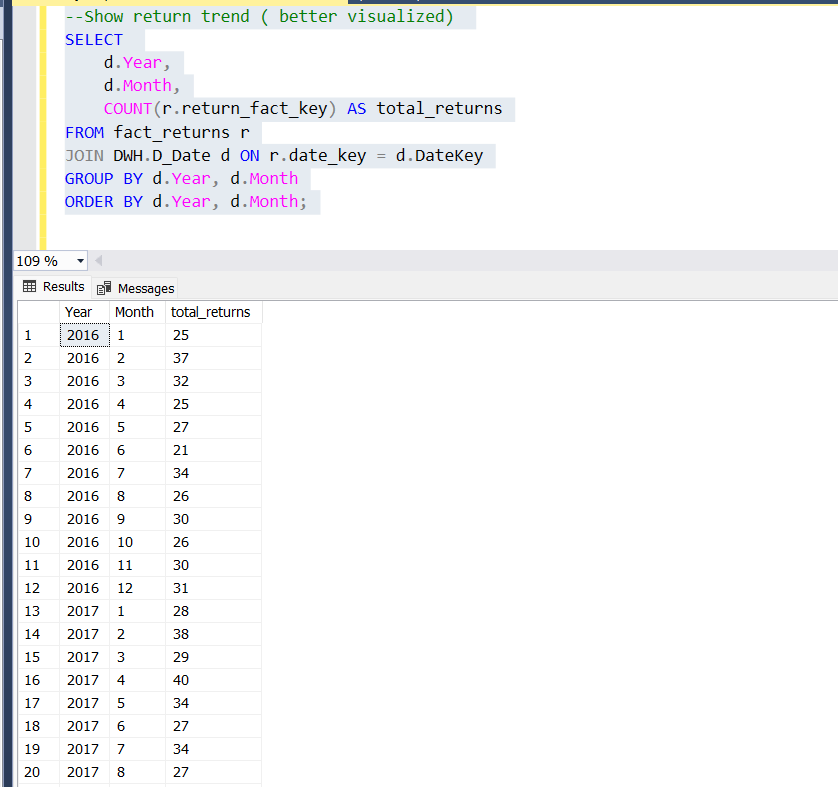 --Show return trend ( better visualized)
SELECT
d.Year,
d.Month,
COUNT(r.return_fact_key) AS total_returns
FROM fact_returns r
JOIN DWH.D_Date d ON r.date_key = d.DateKey
GROUP BY d.Year, d.Month
ORDER BY d.Year, d.Month;
109 %
Results Messages
Year Month total_returns
1 2016 1 25
2 2016 2 37
3 2016 3 32
4 2016 4 25
5 2016 5 27
6 2016 6 21
7 2016 7 34
8 2016 8 26
9 2016 9 30
10 2016 10 26
11 2016 11 30
12 2016 12 31
13 2017 1 28
14 2017 2 38
15 2017 3 29
16 2017 4 40
17 2017 5 34
18 2017 6 27
19 2017 7 34
20 2017 8 27